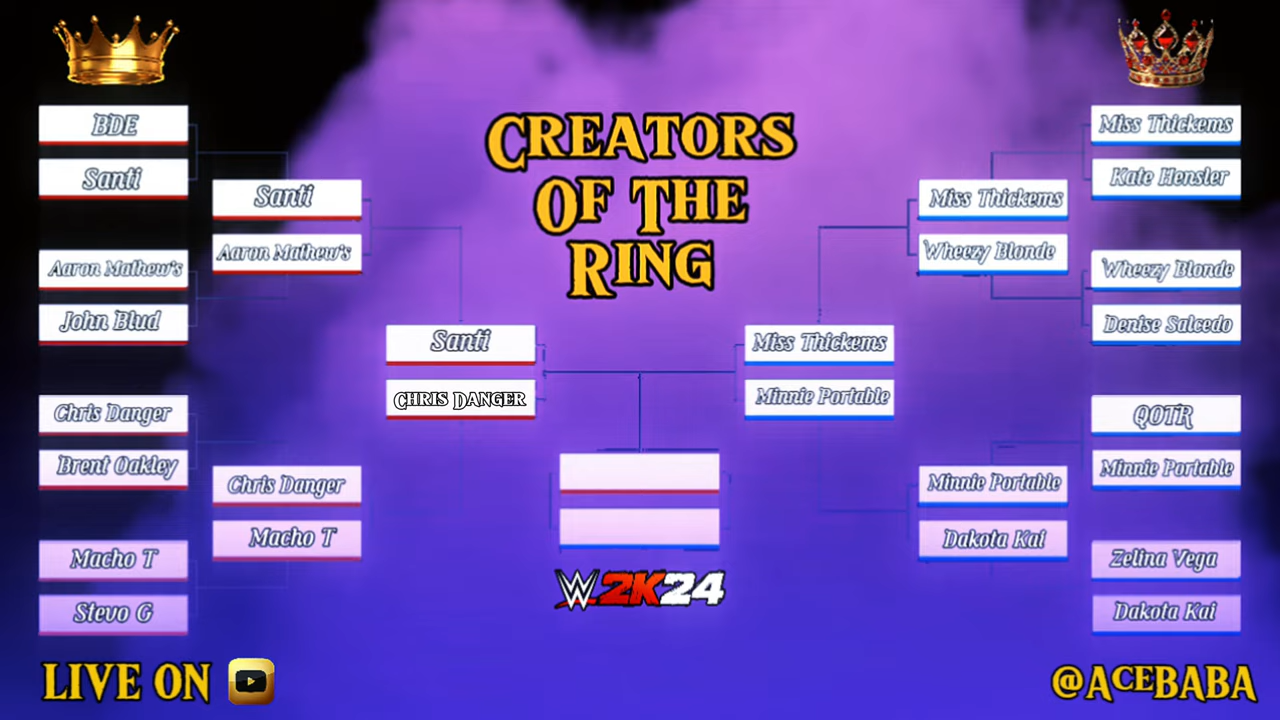 CREATORS
OF THE
RING
BDE
Santi
Aaron Mathew's
John Blud
Chris Danger
Brent Oakley
Macho T
Stevo G
Santi
Aaron Mathew's
Chris Danger
Macho T
Santi
CHRIS DANGER
Miss Thickems
Minnie Portable
Miss Thickems
Wheezy Blonde
Minnie Portable
Dakota Kai
Miss Thickems
Kate Hensler
Wheezy Blonde
Denise Salcedo
QOTR
Minnie Portable
Zelina Vega
Dakota Kai
W 2K24
LIVE ON
@ACEBABA